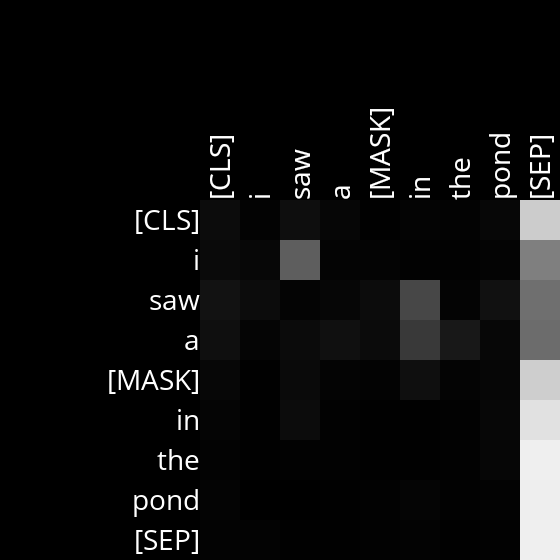 [CLS] i saw a [MASK] in the pond [SEP]
[CLS]
i
saw
a
[MASK]
in
the
pond
[SEP]